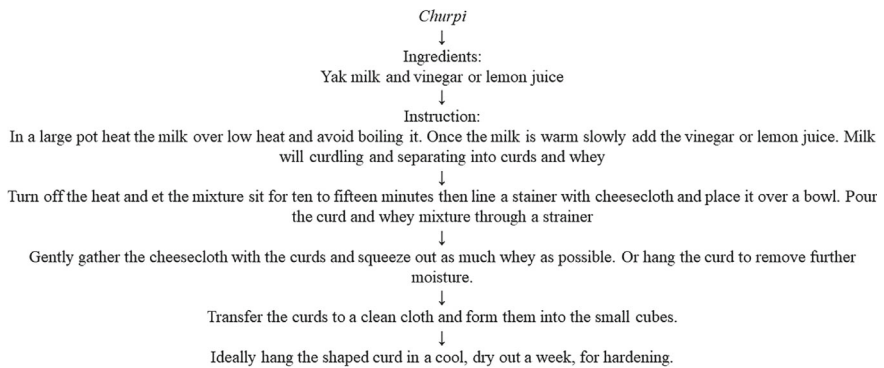 Churpi
↓
Ingredients:
Yak milk and vinegar or lemon juice
↓
Instruction:
In a large pot heat the milk over low heat and avoid boiling it. Once the milk is warm slowly add the vinegar or lemon juice. Milk
will curdling and separating into curds and whey
↓
Turn off the heat and et the mixture sit for ten to fifteen minutes then line a stainer with cheesecloth and place it over a bowl. Pour
the curd and whey mixture through a strainer
↓
Gently gather the cheesecloth with the curds and squeeze out as much whey as possible. Or hang the curd to remove further
moisture.
↓
Transfer the curds to a clean cloth and form them into the small cubes.
↓
Ideally hang the shaped curd in a cool, dry out a week, for hardening.